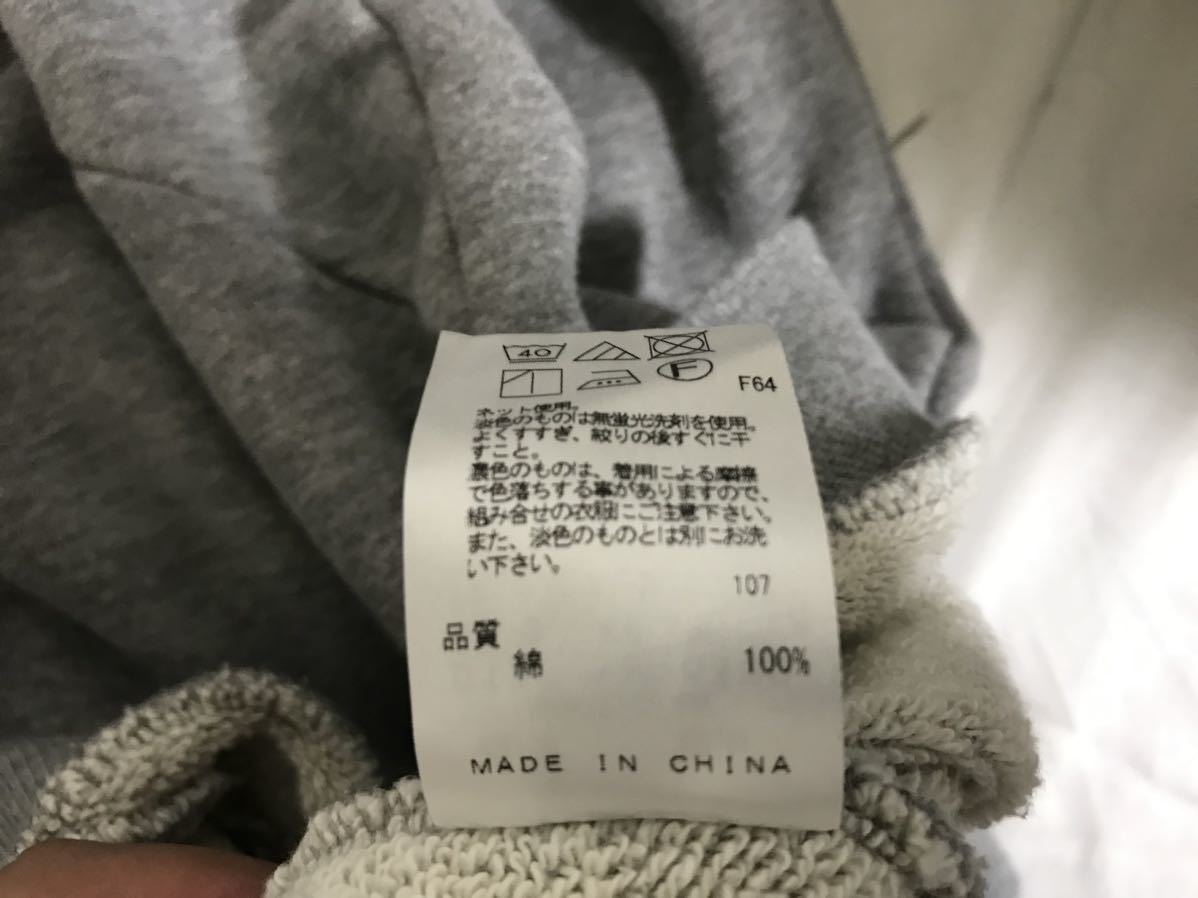 40
F
F64
ネット使用。
淡色のものは無蛍光洗剤を使用。
よくすすぎ、絞りの後すぐに干
すこと。
濃色のものは、着用による摩擦
で色落ちする事がありますので、
組み合せの衣服にご注意下さい。
また、淡色のものとは別にお洗
い下さい。
107
品質
綿 100%
MADE IN CHINA